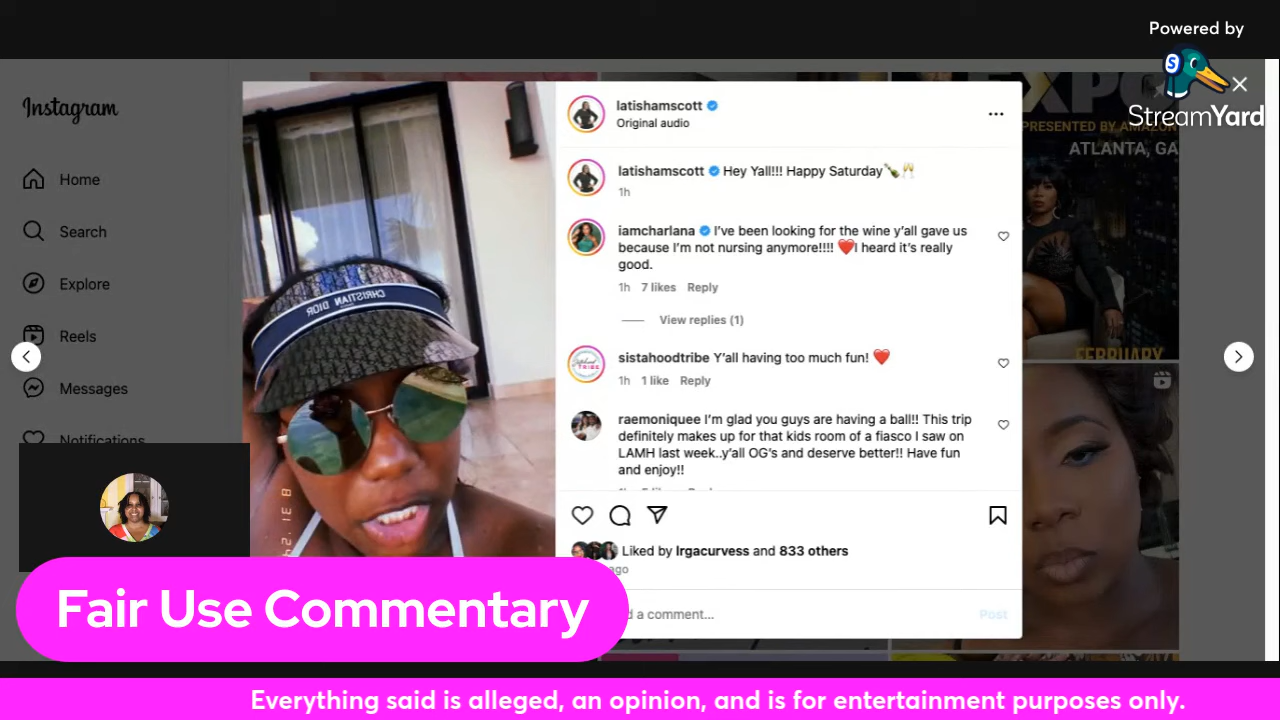 Powered by
StreamYard
Instagram
Home
Search
Explore
Reels
Messages
Notifications
CHRISTIAN DIOR
latishamscott
Original audio
latishamscott Hey Yall!!! Happy Saturday🍾🥂
1h
iamcharlana I've been looking for the wine y'all gave us
because I'm not nursing anymore!!!! ❤️I heard it's really
good.
1h 7 likes Reply
View replies (1)
sistahoodtribe Y'all having too much fun! ❤️
1h 1 like Reply
raemoniquee I'm glad you guys are having a ball!! This trip
definitely makes up for that kids room of a fiasco I saw on
LAMH last week..y'all OG's and deserve better!! Have fun
and enjoy!!
Liked by lrgacurvess and 833 others
ago
a comment...
Post
PRESENTED BY AMAZON
ATLANTA, GA
FEBRUARY
Fair Use Commentary
Everything said is alleged, an opinion, and is for entertainment purposes only.